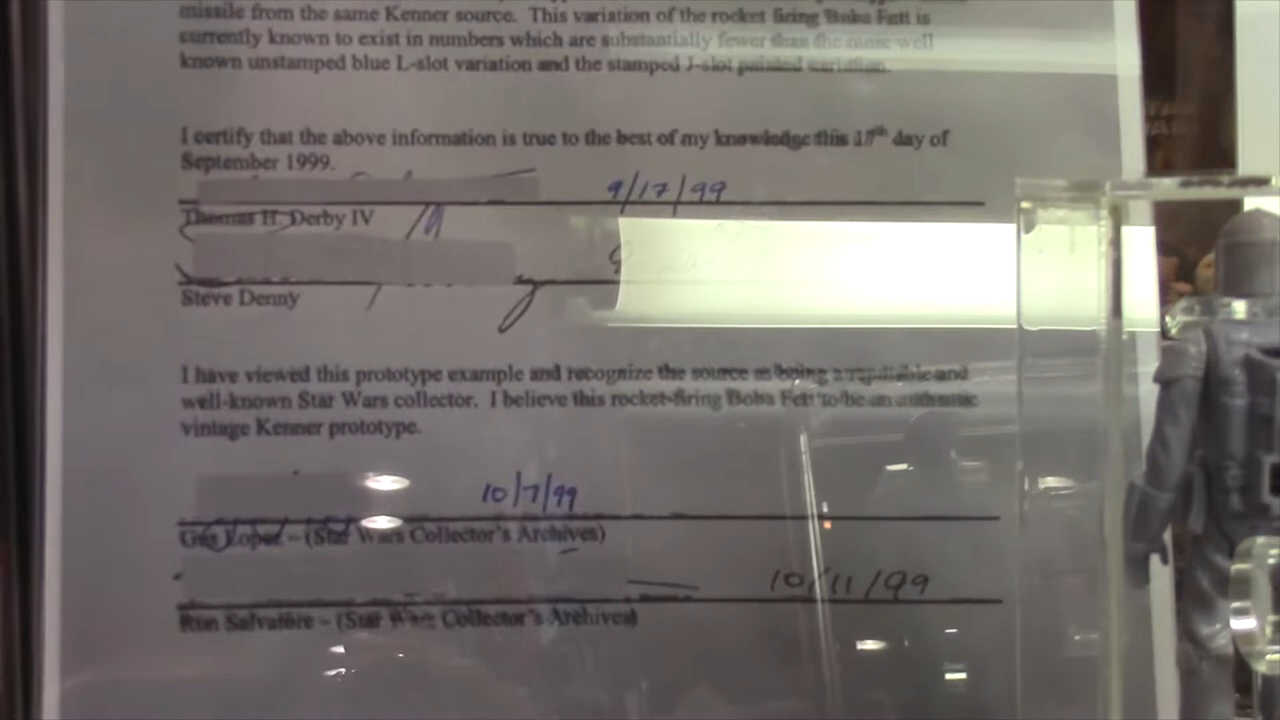 missile from the same Kenner source. This variation of the rocket firing Boba Fett is
currently known to exist in numbers which are substantially fewer than the more well
known unstamped blue L-slot variation and the stamped J-slot painted variation.
I certify that the above information is true to the best of my knowledge this 17th day of
September 1999.
9/17/99
Thomas H. Derby IV
Steve Denny
I have viewed this prototype example and recognize the source as being a reputable and
well-known Star Wars collector. I believe this rocket-firing Boba Fett to be an authentic
vintage Kenner prototype.
10/7/99
Gus Lopez – (Star Wars Collector's Archives)
10/11/99
Ron Salvatore – (Star Wars Collector's Archives)